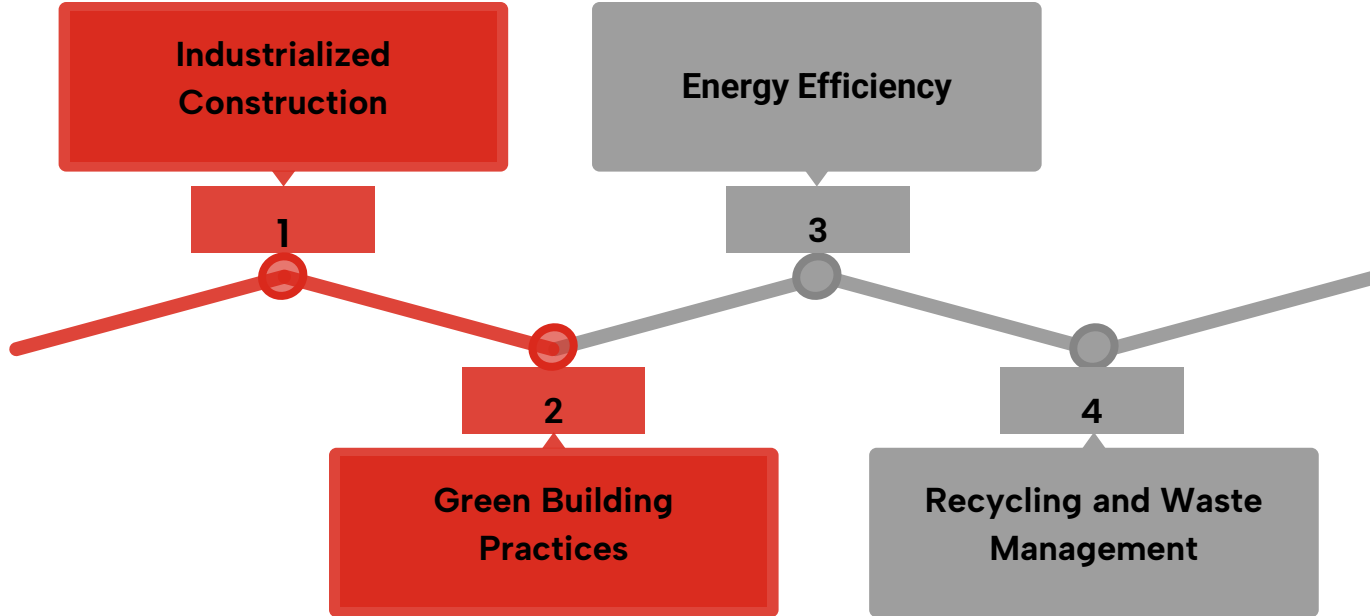 Industrialized
Construction
1
2
Green Building
Practices
Energy Efficiency
3
4
Recycling and Waste
Management